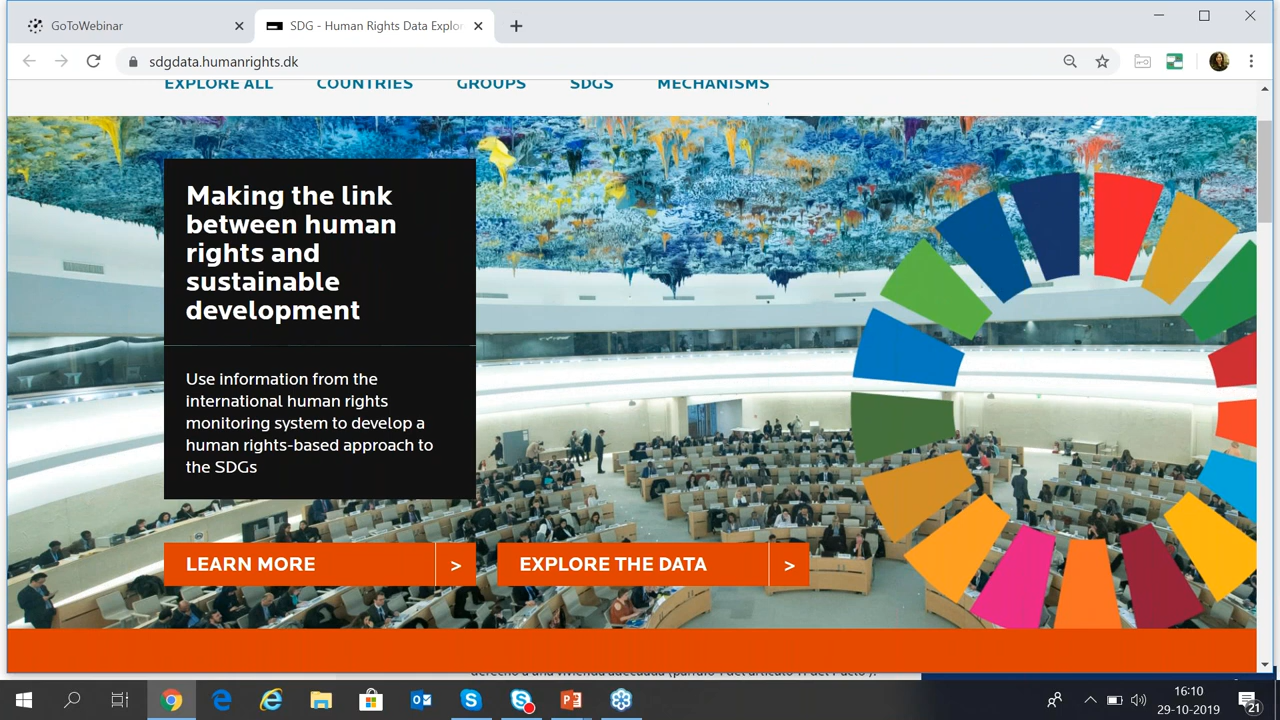 GoToWebinar
SDG - Human Rights Data Explo
sdgdata.humanrights.dk
EXPLORE ALL COUNTRIES GROUPS SDGS MECHANISMS
Making the link
between human
rights and
sustainable
development
Use information from the
international human rights
monitoring system to develop a
human rights-based approach to
the SDGs
LEARN MORE >
EXPLORE THE DATA >
16:10
29-10-2019
21